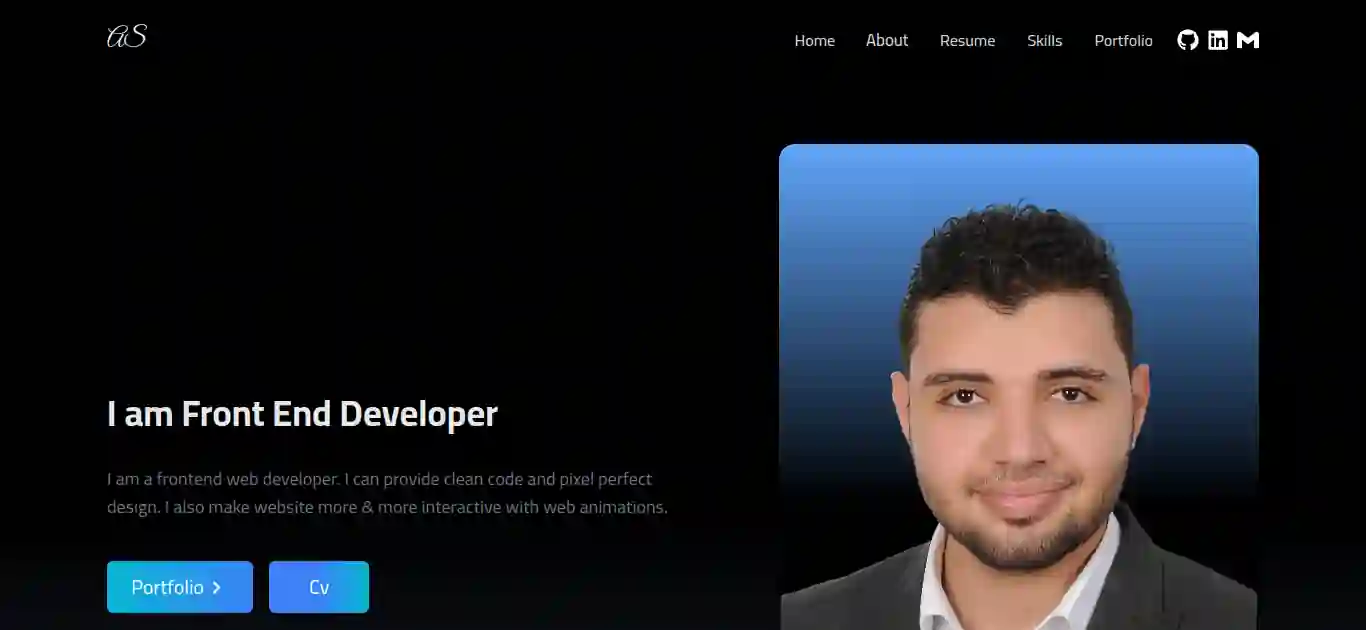 aS
Home About Resume Skills Portfolio
I am Front End Developer
I am a frontend web developer. I can provide clean code and pixel perfect
design. I also make website more & more interactive with web animations.
Portfolio
Cv